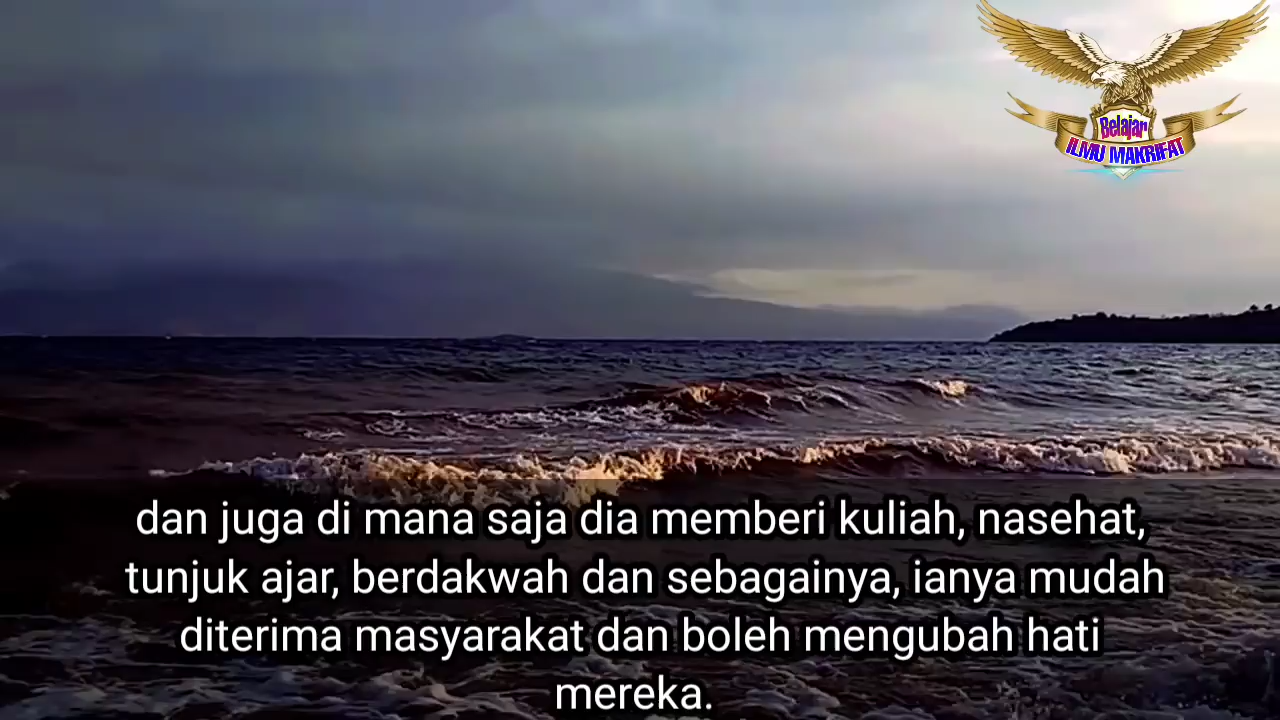 Belajar
ILMU MAKRIFAT
dan juga di mana saja dia memberi kuliah, nasehat,
tunjuk ajar, berdakwah dan sebagainya, ianya mudah
diterima masyarakat dan boleh mengubah hati
mereka.